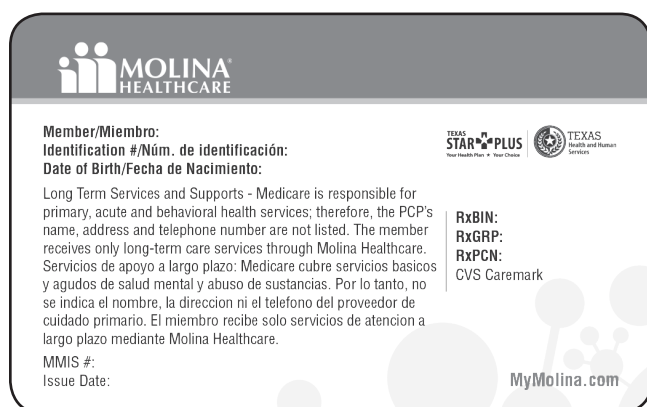 MOLINA®
HEALTHCARE
Member/Miembro:
Identification #/Núm. de identificación:
Date of Birth/Fecha de Nacimiento:
TEXAS
STAR PLUS
Your Health Plan ★ Your Choice
TEXAS
Health and Human
Services
Long Term Services and Supports - Medicare is responsible for
primary, acute and behavioral health services; therefore, the PCP's
name, address and telephone number are not listed. The member
receives only long-term care services through Molina Healthcare.
Servicios de apoyo a largo plazo: Medicare cubre servicios basicos
y agudos de salud mental y abuso de sustancias. Por lo tanto, no
se indica el nombre, la direccion ni el telefono del proveedor de
cuidado primario. El miembro recibe solo servicios de atencion a
largo plazo mediante Molina Healthcare.
RxBIN:
RxGRP:
RxPCN:
CVS Caremark
MMIS #:
Issue Date:
MyMolina.com